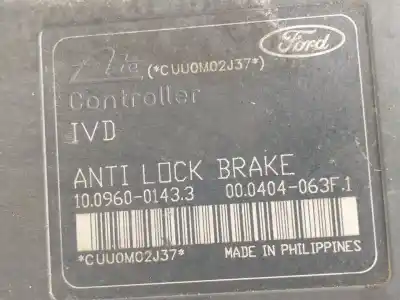 Ford
(*CUU0M02J37*)
Controller
IVD
ANTI LOCK BRAKE
10.0960-0143.3 00.0404-063F.1
*CUU0M02J37* MADE IN PHILIPPINES